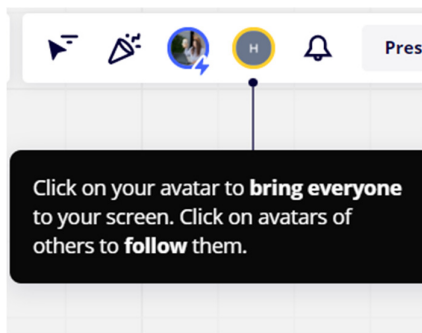 H
Pres
Click on your avatar to bring everyone
to your screen. Click on avatars of
others to follow them.